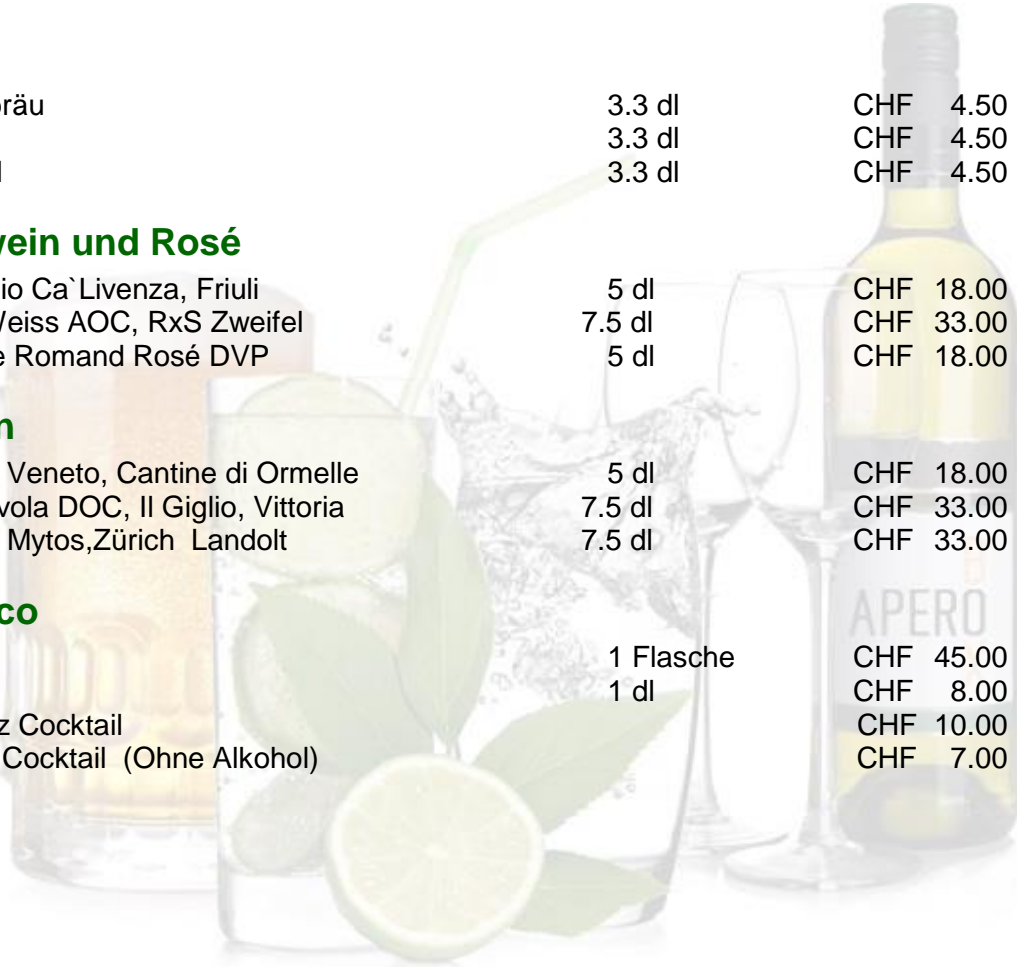 räu 3.3 dl CHF 4.50
3.3 dl CHF 4.50
l 3.3 dl CHF 4.50
ein und Rosé
io Ca`Livenza, Friuli 5 dl CHF 18.00
Weiss AOC, RxS Zweifel 7.5 dl CHF 33.00
e Romand Rosé DVP 5 dl CHF 18.00
n
Veneto, Cantine di Ormelle 5 dl CHF 18.00
vola DOC, Il Giglio, Vittoria 7.5 dl CHF 33.00
Mytos,Zürich Landolt 7.5 dl CHF 33.00
co
1 Flasche CHF 45.00
1 dl CHF 8.00
z Cocktail CHF 10.00
Cocktail (Ohne Alkohol) CHF 7.00
APERO